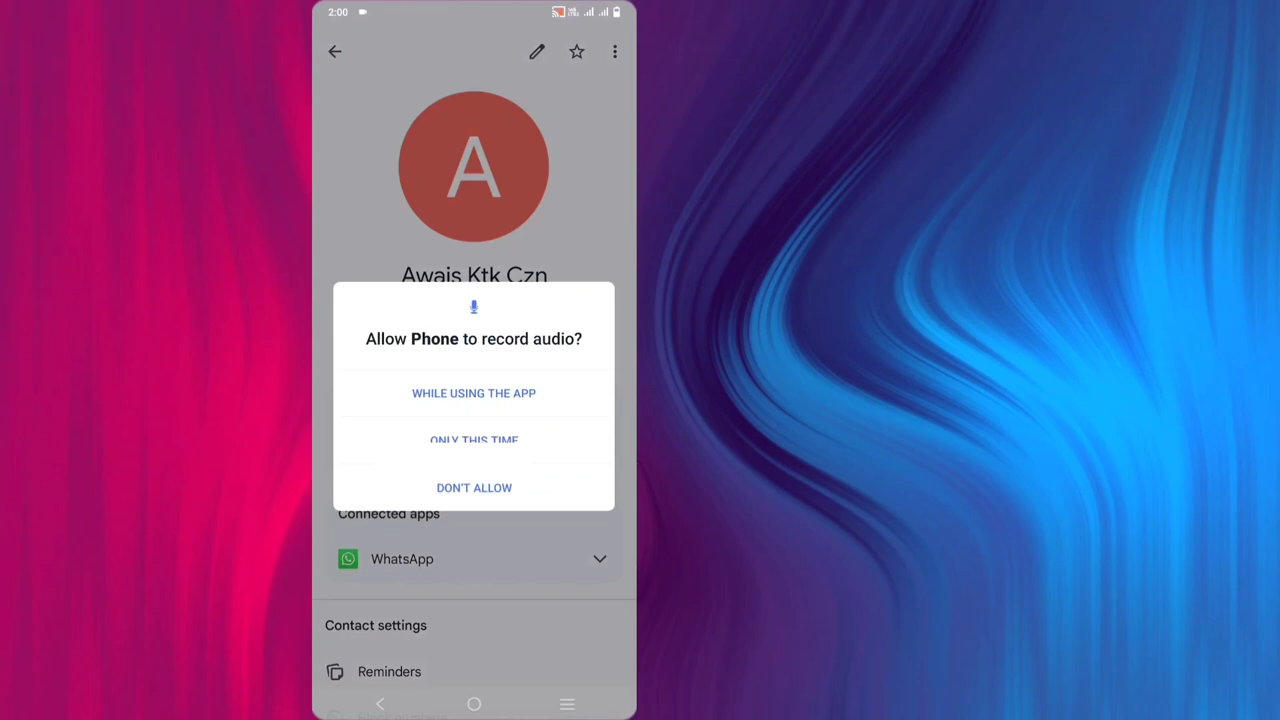 2:00
A
Awais Ktk Czn
Allow Phone to record audio?
WHILE USING THE APP
ONLY THIS TIME
DON'T ALLOW
Connected apps
WhatsApp
Contact settings
Reminders